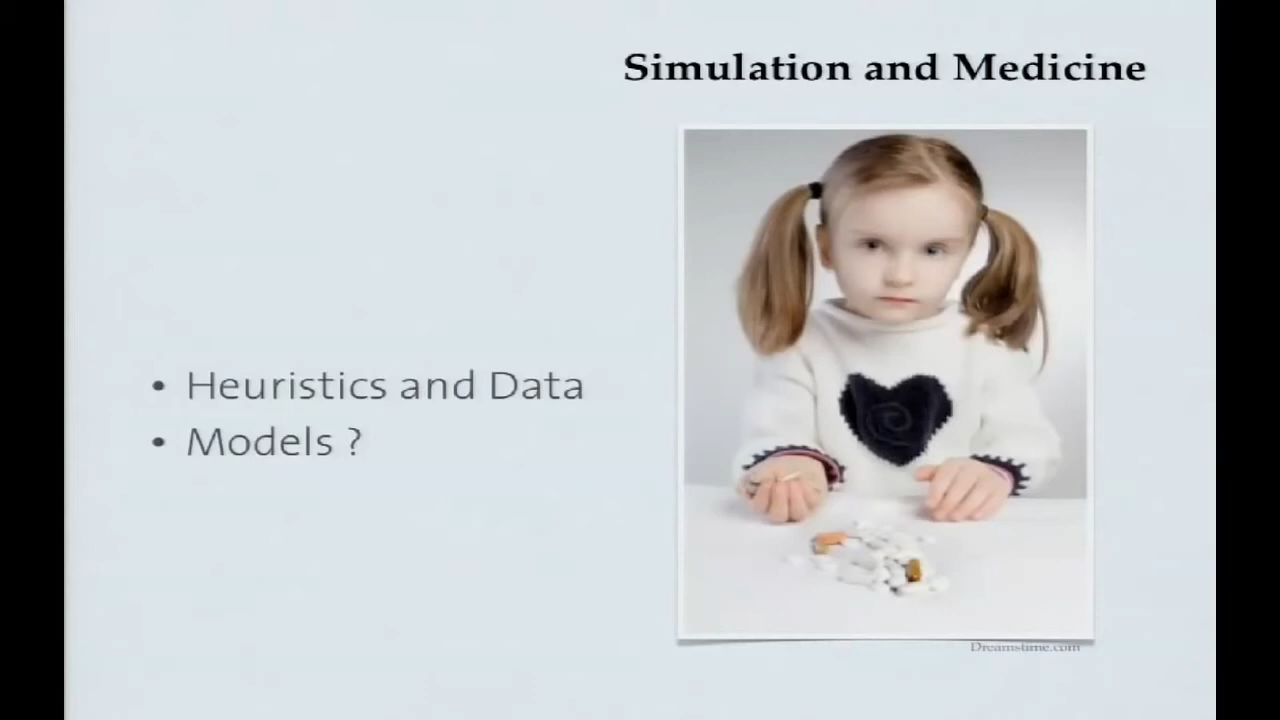 Simulation and Medicine
• Heuristics and Data
• Models ?
Dreamstime.com